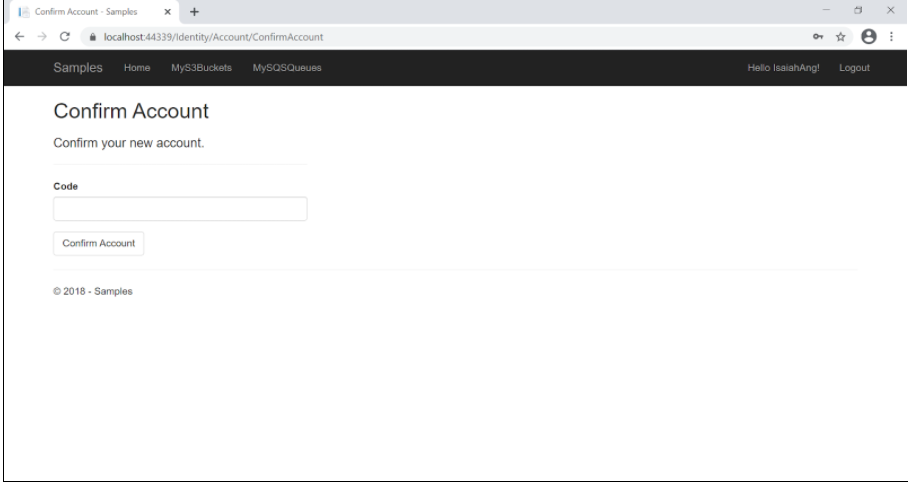 Confirm Account - Samples
localhost:44339/Identity/Account/ConfirmAccount
Samples Home MyS3Buckets MySQSQueues Hello IsaiahAng! Logout
Confirm Account
Confirm your new account.
Code
Confirm Account
© 2018 - Samples